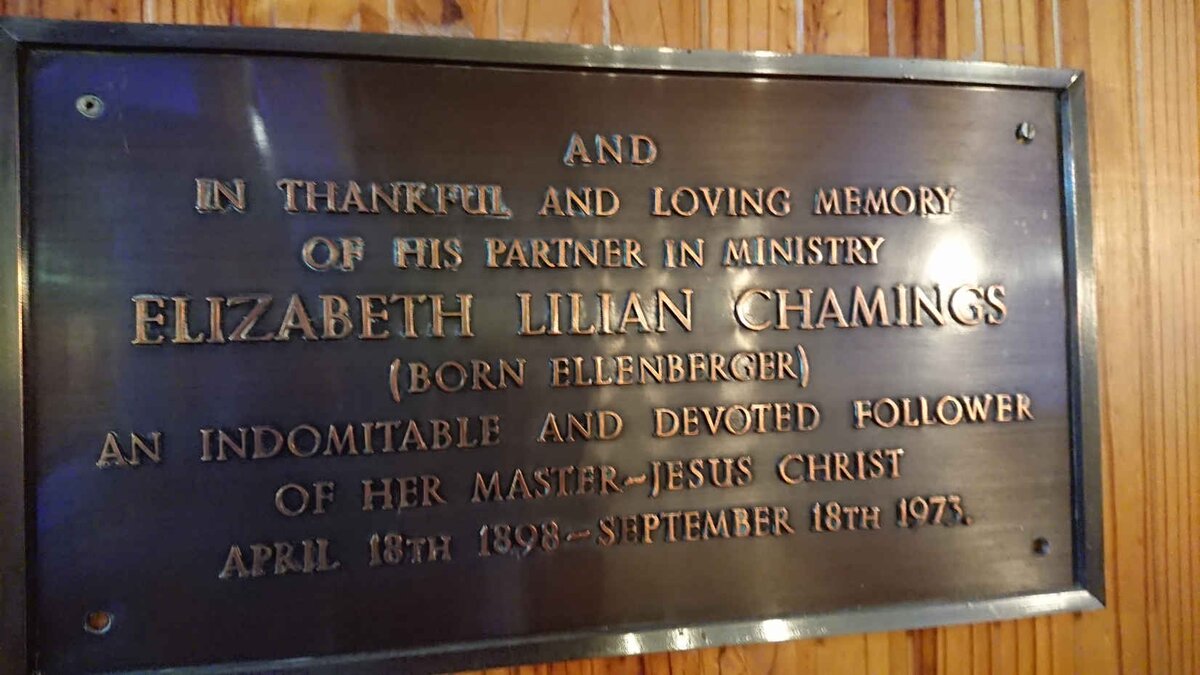 AND
IN THANKFUL AND LOVING MEMORY
OF HIS PARTNER IN MINISTRY
ELIZABETH LILIAN CHAMINGS
(BORN ELLENBERGER)
AN INDOMITABLE AND DEVOTED FOLLOWER
OF HER MASTER–JESUS CHRIST
APRIL 18TH 1898–SEPTEMBER 18TH 1973.